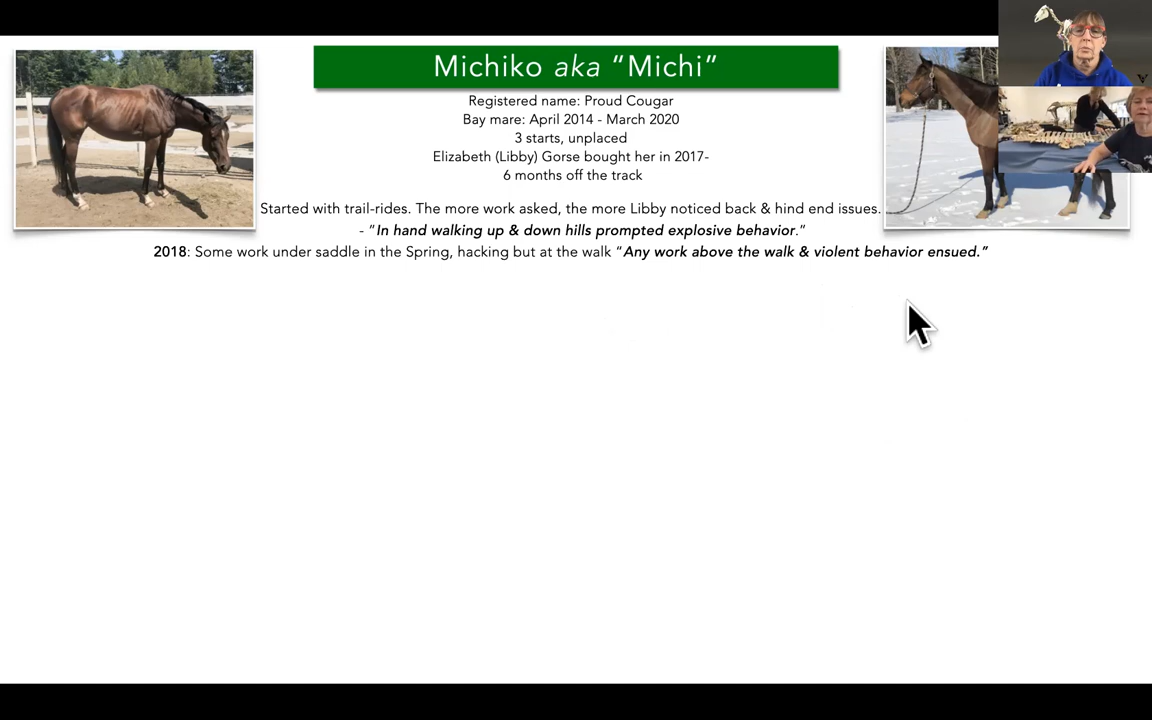 Michiko aka “Michi”
Registered name: Proud Cougar
Bay mare: April 2014 - March 2020
3 starts, unplaced
Elizabeth (Libby) Gorse bought her in 2017-
6 months off the track
Started with trail-rides. The more work asked, the more Libby noticed back & hind end issues.
- “In hand walking up & down hills prompted explosive behavior.”
2018: Some work under saddle in the Spring, hacking but at the walk “Any work above the walk & violent behavior ensued.”